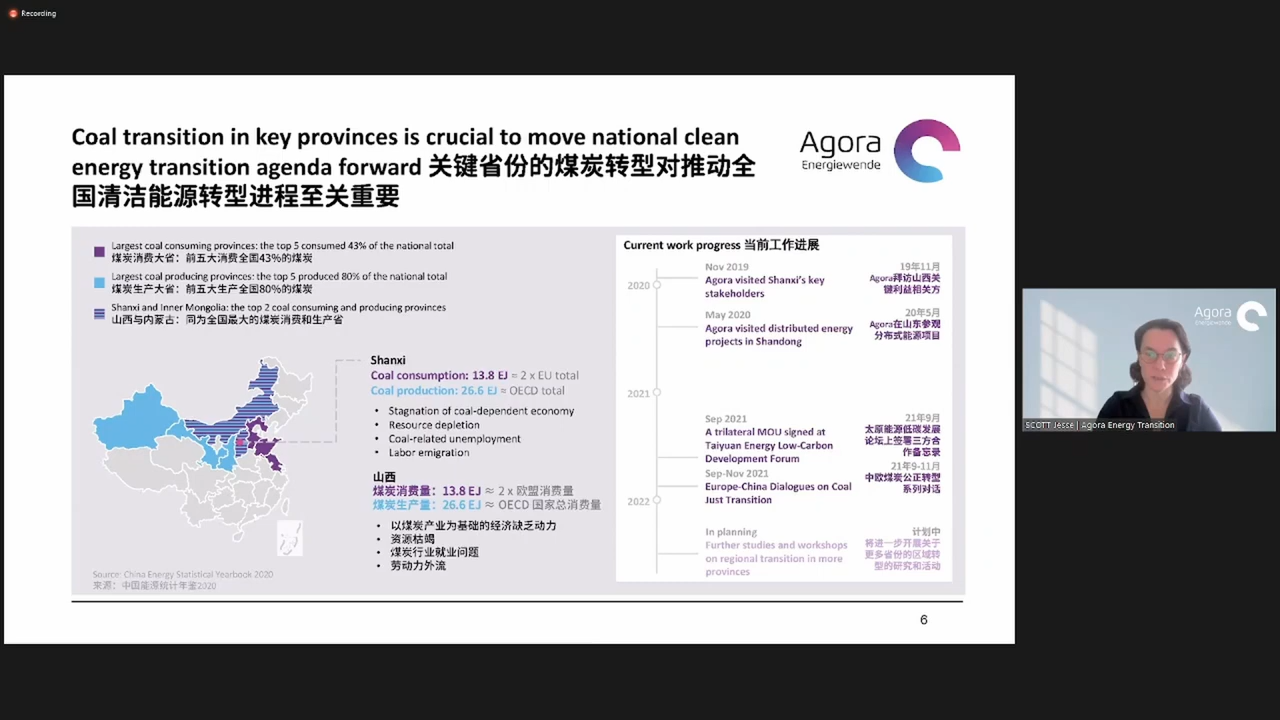 Recording
Coal transition in key provinces is crucial to move national clean
energy transition agenda forward 关键省份的煤炭转型对推动全
国清洁能源转型进程至关重要
Agora
Energiewende
Largest coal consuming provinces: the top 5 consumed 43% of the national total
煤炭消费大省：前五大消费全国43%的煤炭
Largest coal producing provinces: the top 5 produced 80% of the national total
煤炭生产大省：前五大生产全国80%的煤炭
Shanxi and Inner Mongolia: the top 2 coal consuming and producing provinces
山西与内蒙古：同为全国最大的煤炭消费和生产省
Shanxi
Coal consumption: 13.8 EJ = 2 x EU total
Coal production: 26.6 EJ ≈ OECD total
• Stagnation of coal-dependent economy
• Resource depletion
• Coal-related unemployment
• Labor emigration
山西
煤炭消费量：13.8 EJ ≈ 2 x 欧盟消费量
煤炭生产量：26.6 EJ ≈ OECD 国家总消费量
• 以煤炭产业为基础的经济缺乏动力
• 资源枯竭
• 煤炭行业就业问题
• 劳动力外流
Source: China Energy Statistical Yearbook 2020
来源：中国能源统计年鉴2020
Current work progress 当前工作进展
2020
Nov 2019
Agora visited Shanxi's key
stakeholders
19年11月
Agora拜访山西关
键利益相关方
May 2020
Agora visited distributed energy
projects in Shandong
20年5月
Agora在山东参观
分布式能源项目
2021
Sep 2021
A trilateral MOU signed at
Taiyuan Energy Low-Carbon
Development Forum
21年9月
太原能源低碳发展
论坛上签署三方合
作备忘录
Sep-Nov 2021
Europe-China Dialogues on Coal
Just Transition
21年9-11月
中欧煤炭公正转型
系列对话
2022
In planning
Further studies and workshops
on regional transition in more
provinces
计划中
将进一步开展关于
更多省份的区域转
型的研究和活动
6
Agora
Energiewende
SCOTT Jesse | Agora Energy Transition